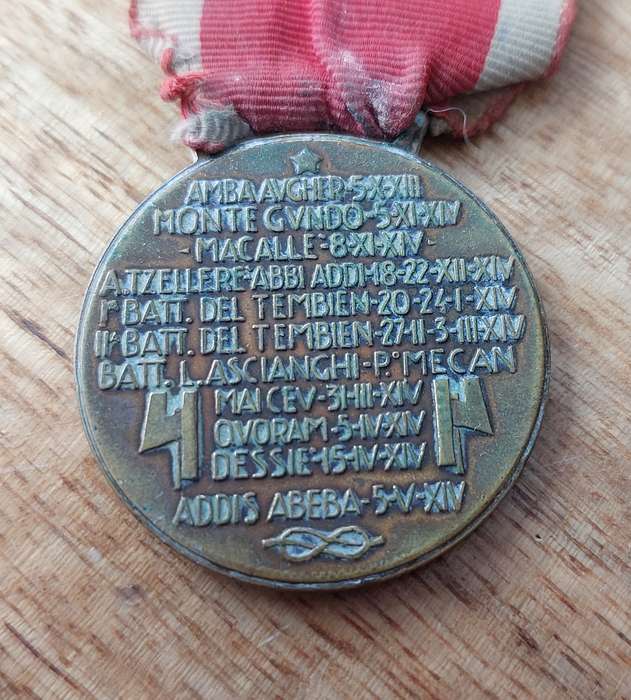 AMBA AVGHER-5-X-XIII
MONTE GVNDO-5-XI-XIV
-MACALLE-8-XI-XIV-
A.TZELLERE-ABBI ADDI-18-22-XII-XIV
Iª BATT. DEL TEMBIEN-20-24-I-XIV
IIª BATT. DEL TEMBIEN-27-II-3-III-XIV
BATT. L.ASCIANGHI-P.º MECAN
MAI CEV-31-III-XIV
QVORAM-5-IV-XIV
DESSIE-15-IV-XIV
ADDIS ABEBA-5-V-XIV